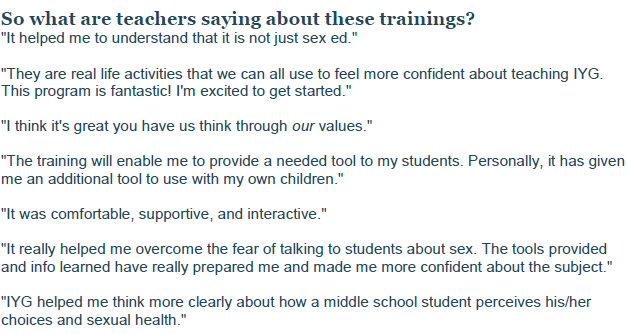 So what are teachers saying about these trainings?
"It helped me to understand that it is not just sex ed."
"They are real life activities that we can all use to feel more confident about teaching IYG.
This program is fantastic! I'm excited to get started."
"I think it's great you have us think through our values."
"The training will enable me to provide a needed tool to my students. Personally, it has given
me an additional tool to use with my own children."
"It was comfortable, supportive, and interactive."
"It really helped me overcome the fear of talking to students about sex. The tools provided
and info learned have really prepared me and made me more confident about the subject."
"IYG helped me think more clearly about how a middle school student perceives his/her
choices and sexual health."